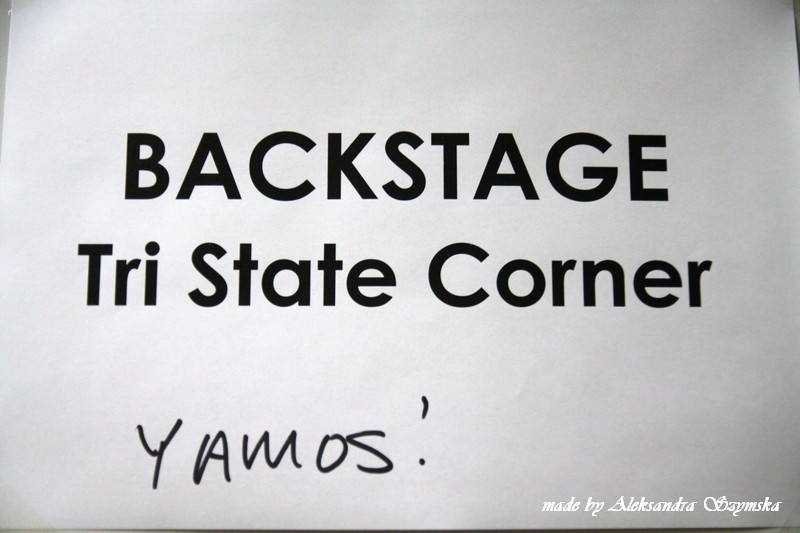 BACKSTAGE
Tri State Corner
YAMOS!
made by Aleksandra Szymska